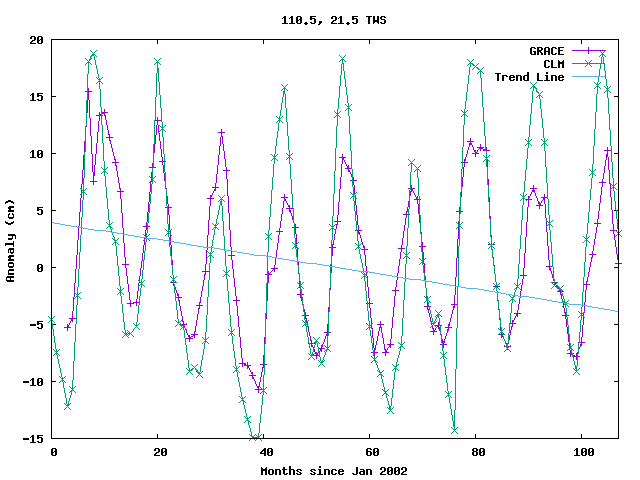 110.5, 21.5 TWS
GRACE
CLM
Trend Line
20
15
10
5
0
-5
-10
-15
Anomaly (cm)
0 20 40 60 80 100
Months since Jan 2002